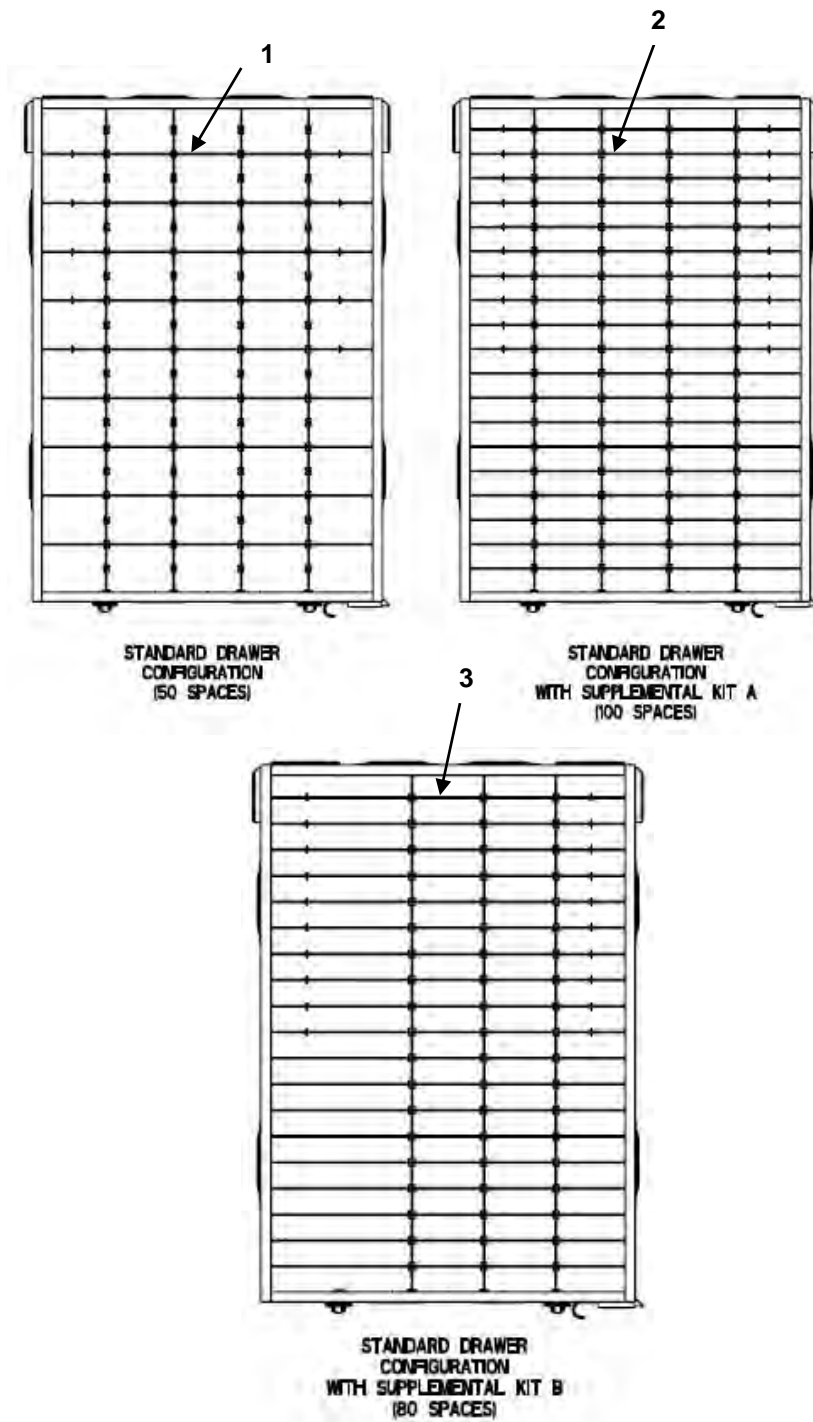 1
2
STANDARD DRAWER
CONFIGURATION
(50 SPACES)
STANDARD DRAWER
CONFIGURATION
WITH SUPPLEMENTAL KIT A
(100 SPACES)
3
STANDARD DRAWER
CONFIGURATION
WITH SUPPLEMENTAL KIT B
(80 SPACES)